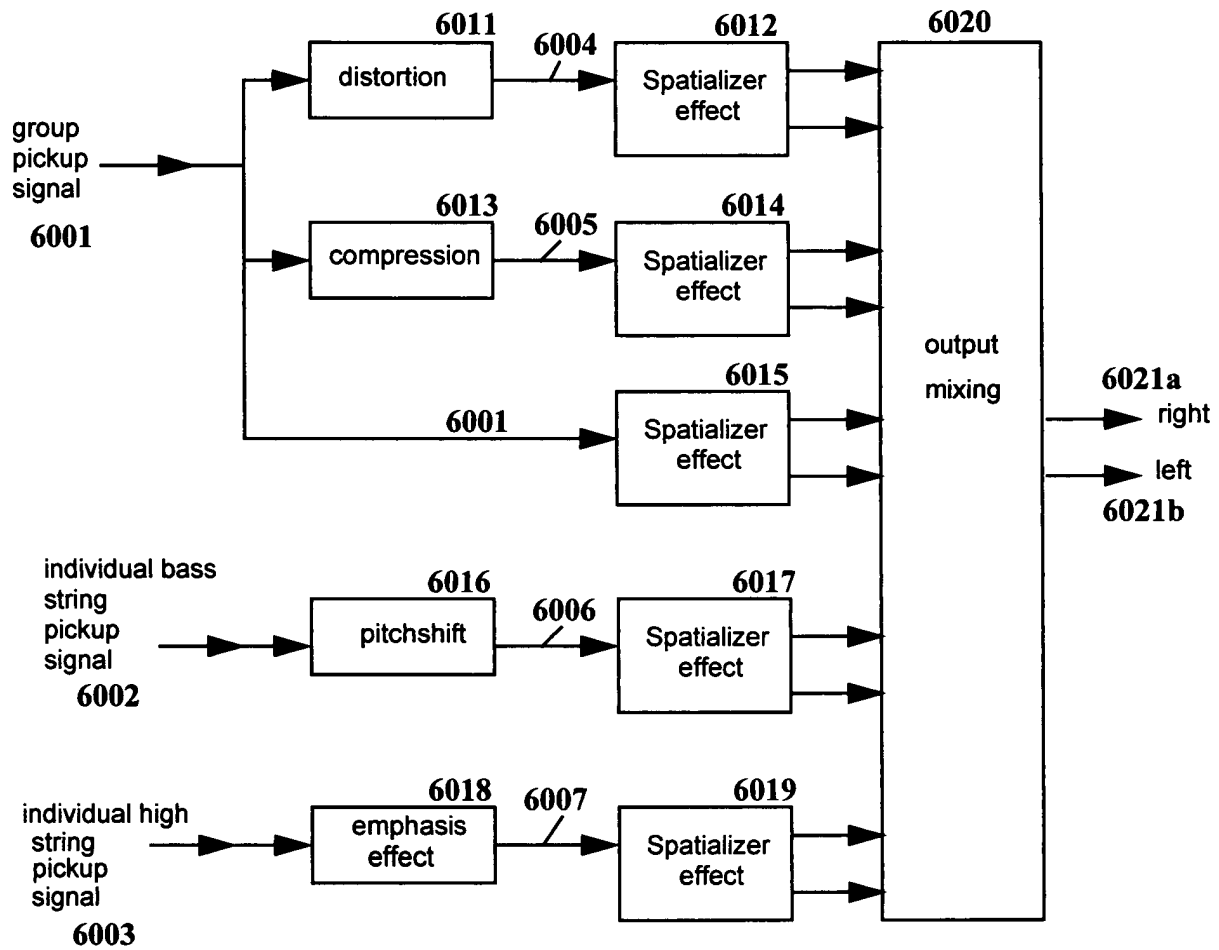 6011
distortion
6004
6012
Spatializer
effect
6020
group
pickup
signal
6001
6013
compression
6005
6014
Spatializer
effect
6001
6015
Spatializer
effect
output
mixing
6021a
right
left
6021b
individual bass
string
pickup
signal
6002
6016
pitchshift
6006
6017
Spatializer
effect
individual high
string
pickup
signal
6003
6018
emphasis
effect
6007
6019
Spatializer
effect